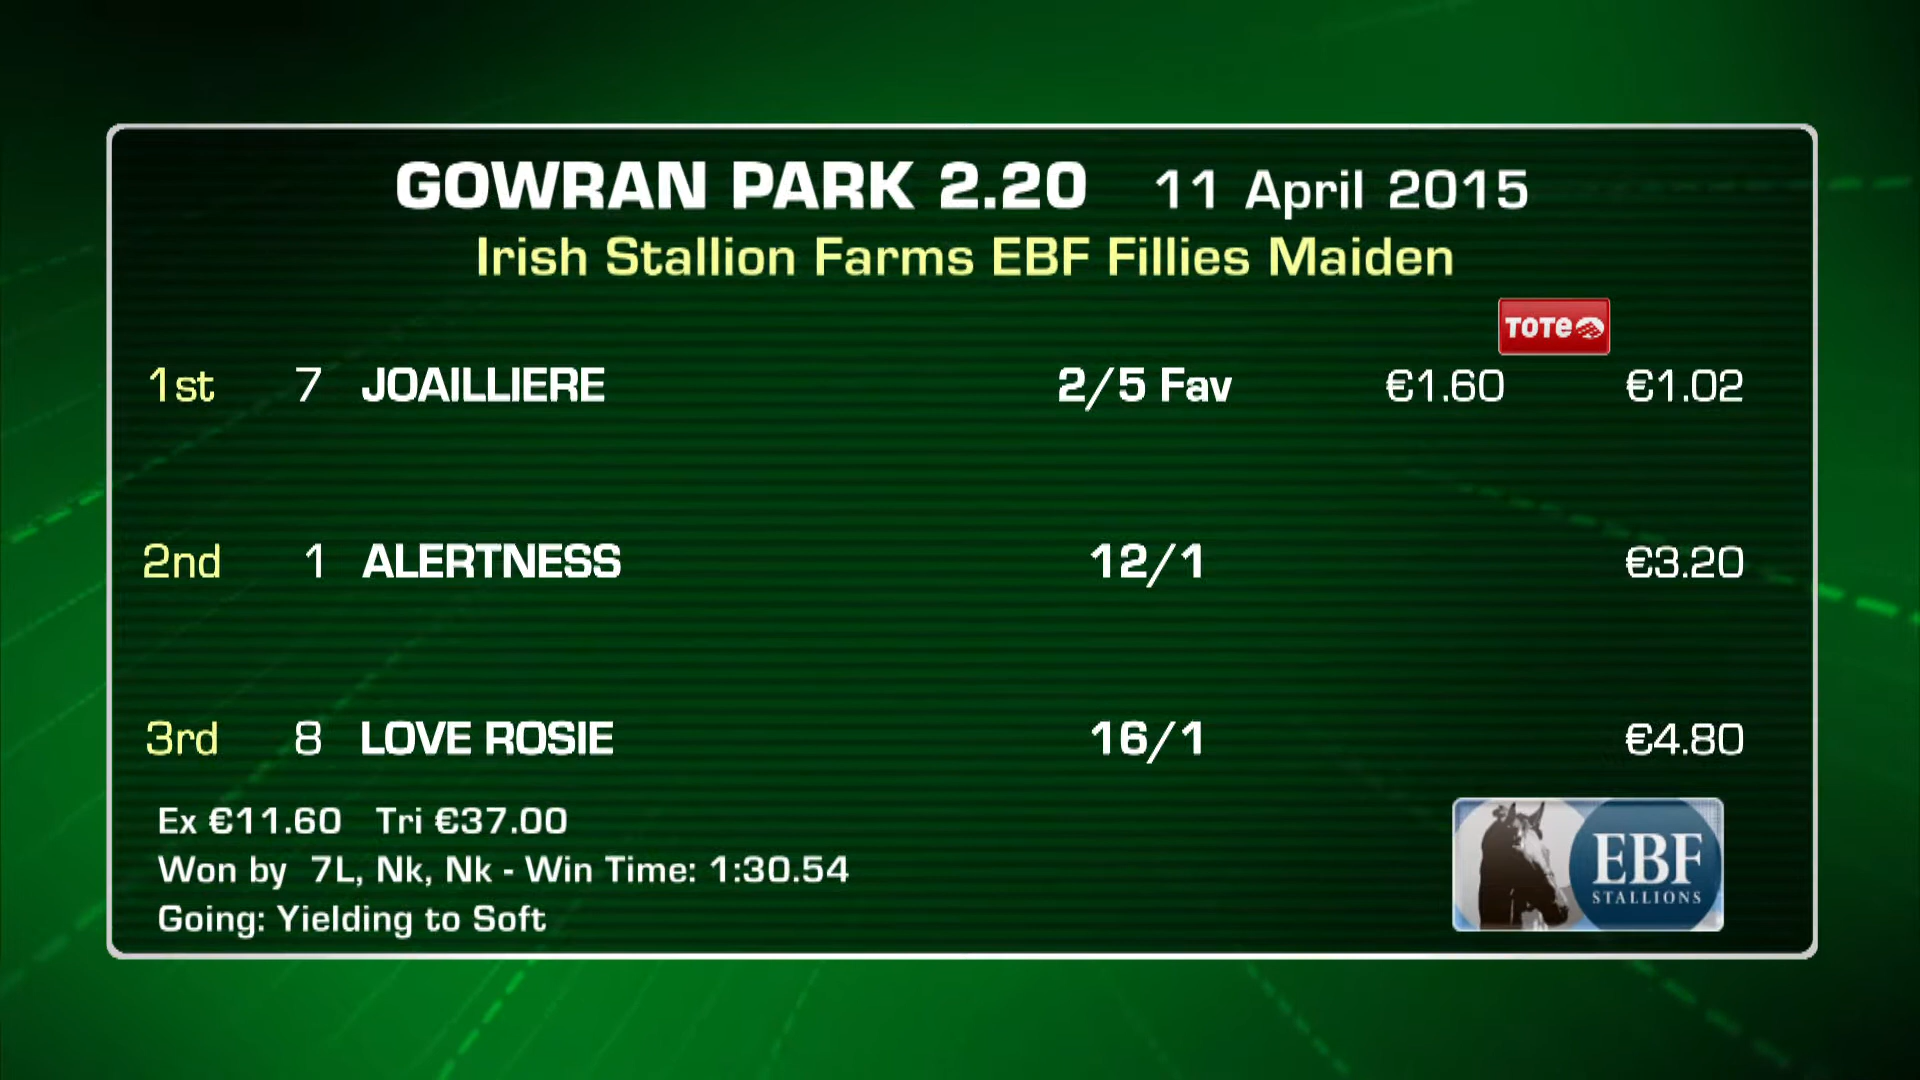 GOWRAN PARK 2.20 11 April 2015
Irish Stallion Farms EBF Fillies Maiden
TOTe
1st 7 JOAILLIERE 2/5 Fav €1.60 €1.02
2nd 1 ALERTNESS 12/1 €3.20
3rd 8 LOVE ROSIE 16/1 €4.80
Ex €11.60 Tri €37.00
Won by 7L, Nk, Nk - Win Time: 1:30.54
Going: Yielding to Soft
EBF
STALLIONS